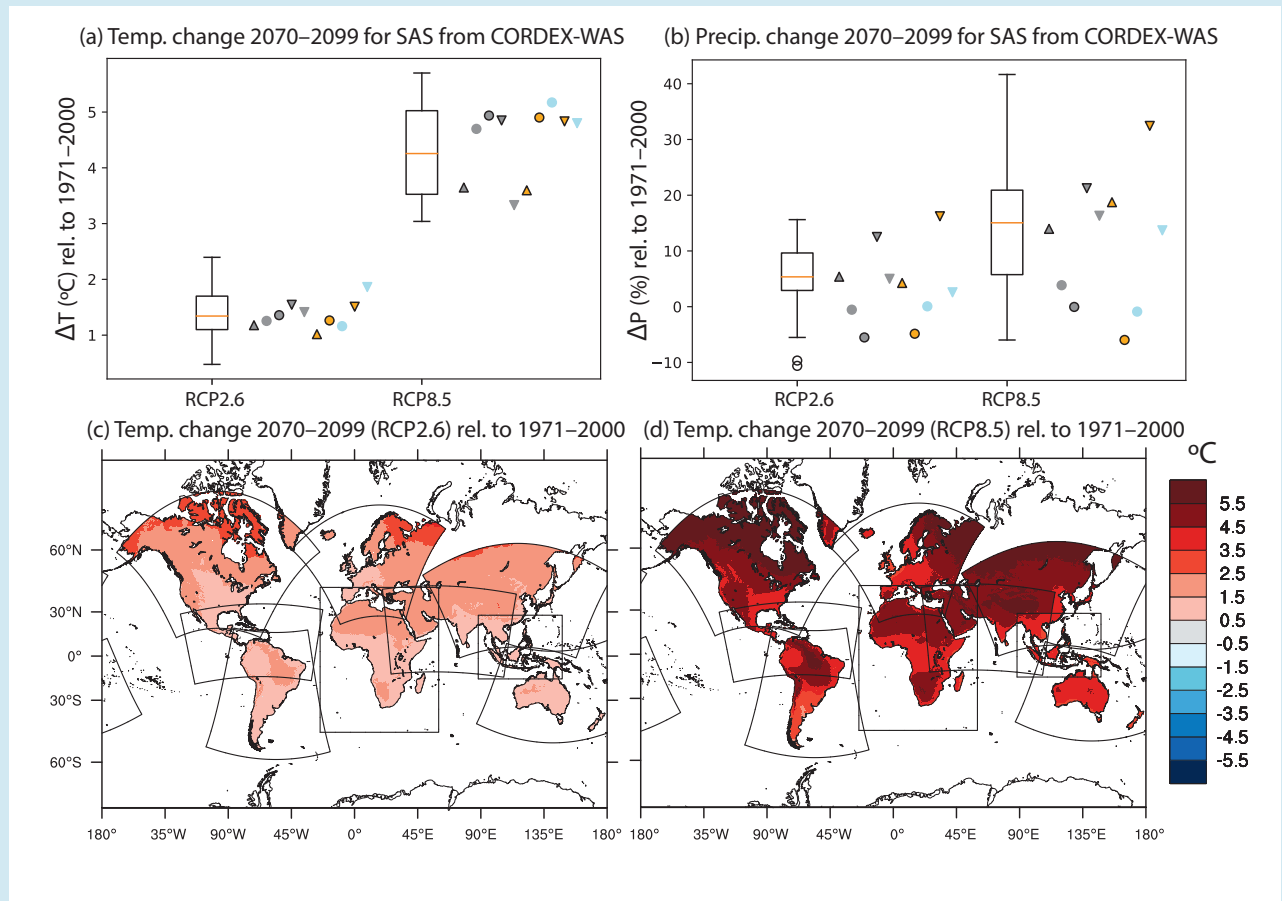 (a) Temp. change 2070–2099 for SAS from CORDEX-WAS
ΔT (ºC) rel. to 1971–2000
5
4
3
2
1
RCP2.6 RCP8.5
(b) Precip. change 2070–2099 for SAS from CORDEX-WAS
ΔP (%) rel. to 1971–2000
40
30
20
10
0
−10
RCP2.6 RCP8.5
(c) Temp. change 2070–2099 (RCP2.6) rel. to 1971–2000
60°N
30°N
0°
30°S
60°S
180° 35°W 90°W 45°W 0° 45°E 90°E 135°E 180°
(d) Temp. change 2070–2099 (RCP8.5) rel. to 1971–2000
180° 35°W 90°W 45°W 0° 45°E 90°E 135°E 180°
ºC
5.5
4.5
3.5
2.5
1.5
0.5
-0.5
-1.5
-2.5
-3.5
-4.5
-5.5